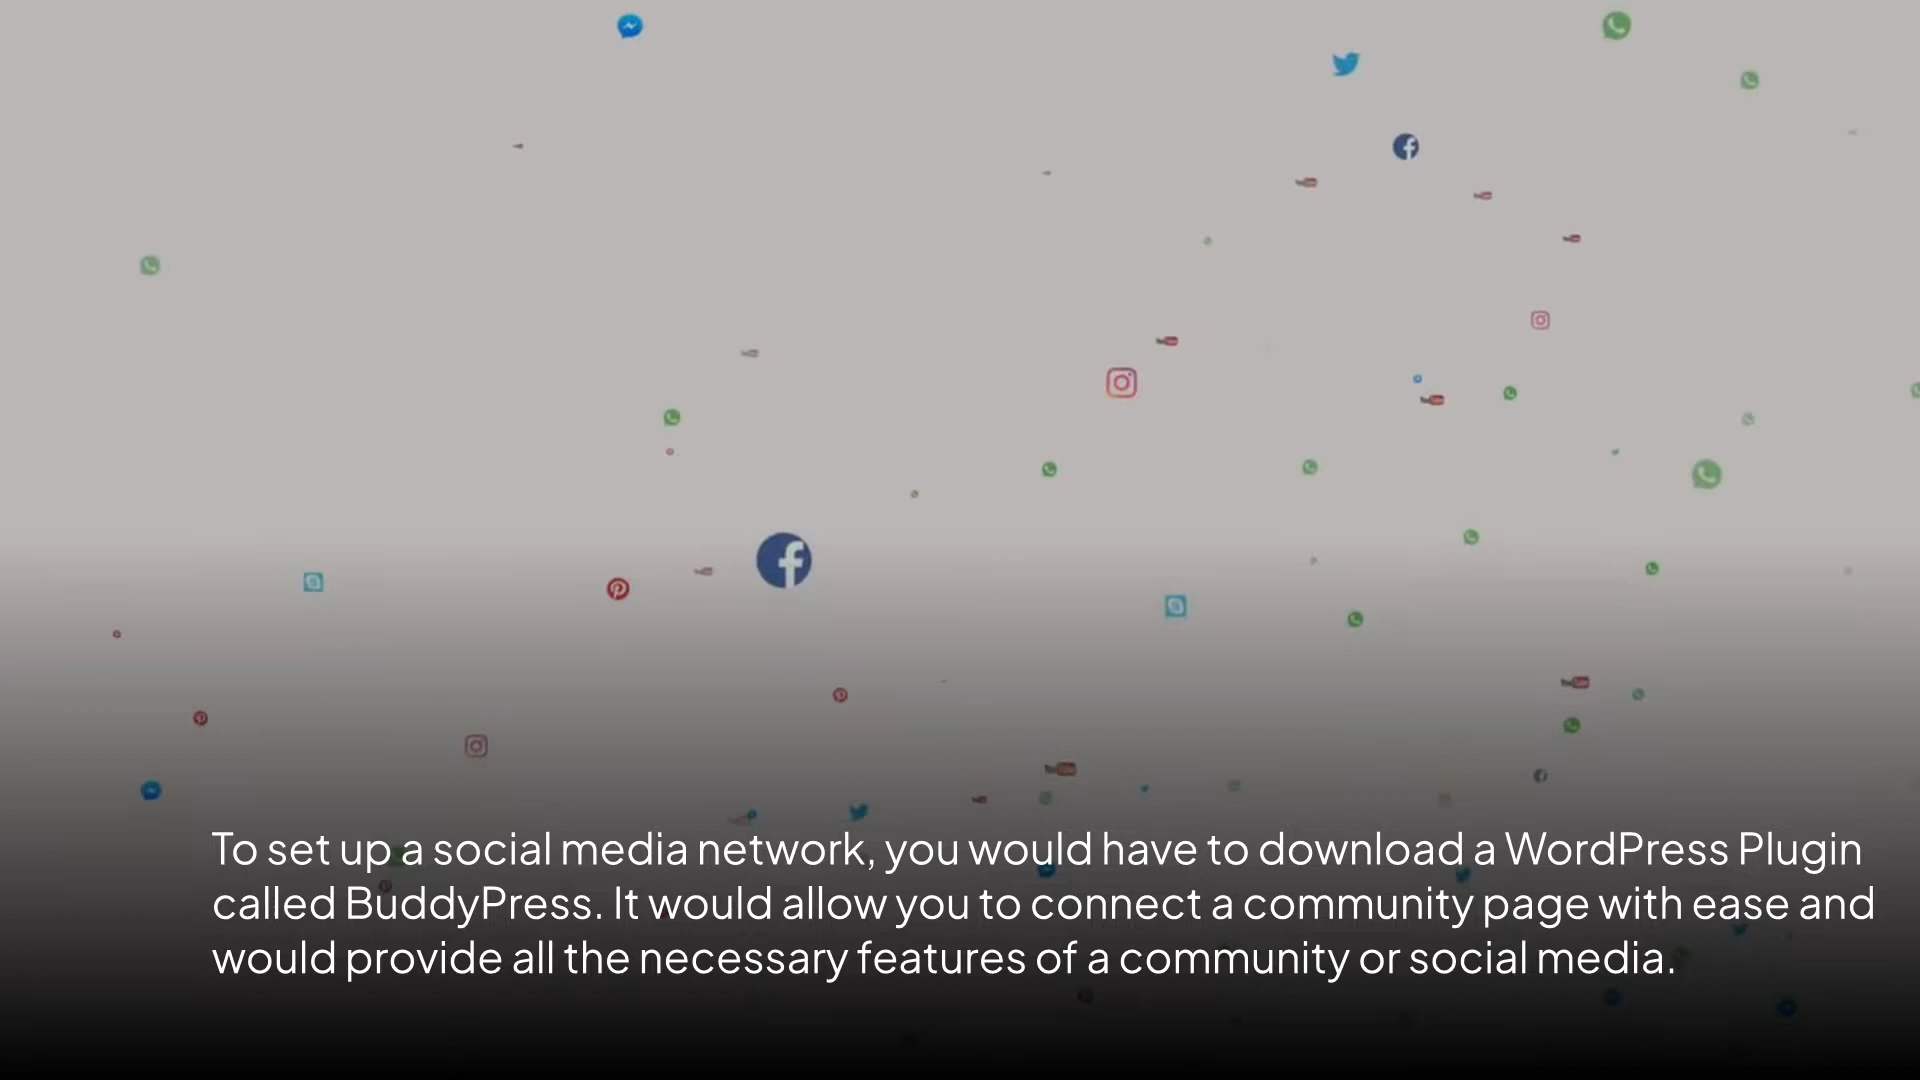 To set up a social media network, you would have to download a WordPress Plugin
called BuddyPress. It would allow you to connect a community page with ease and
would provide all the necessary features of a community or social media.